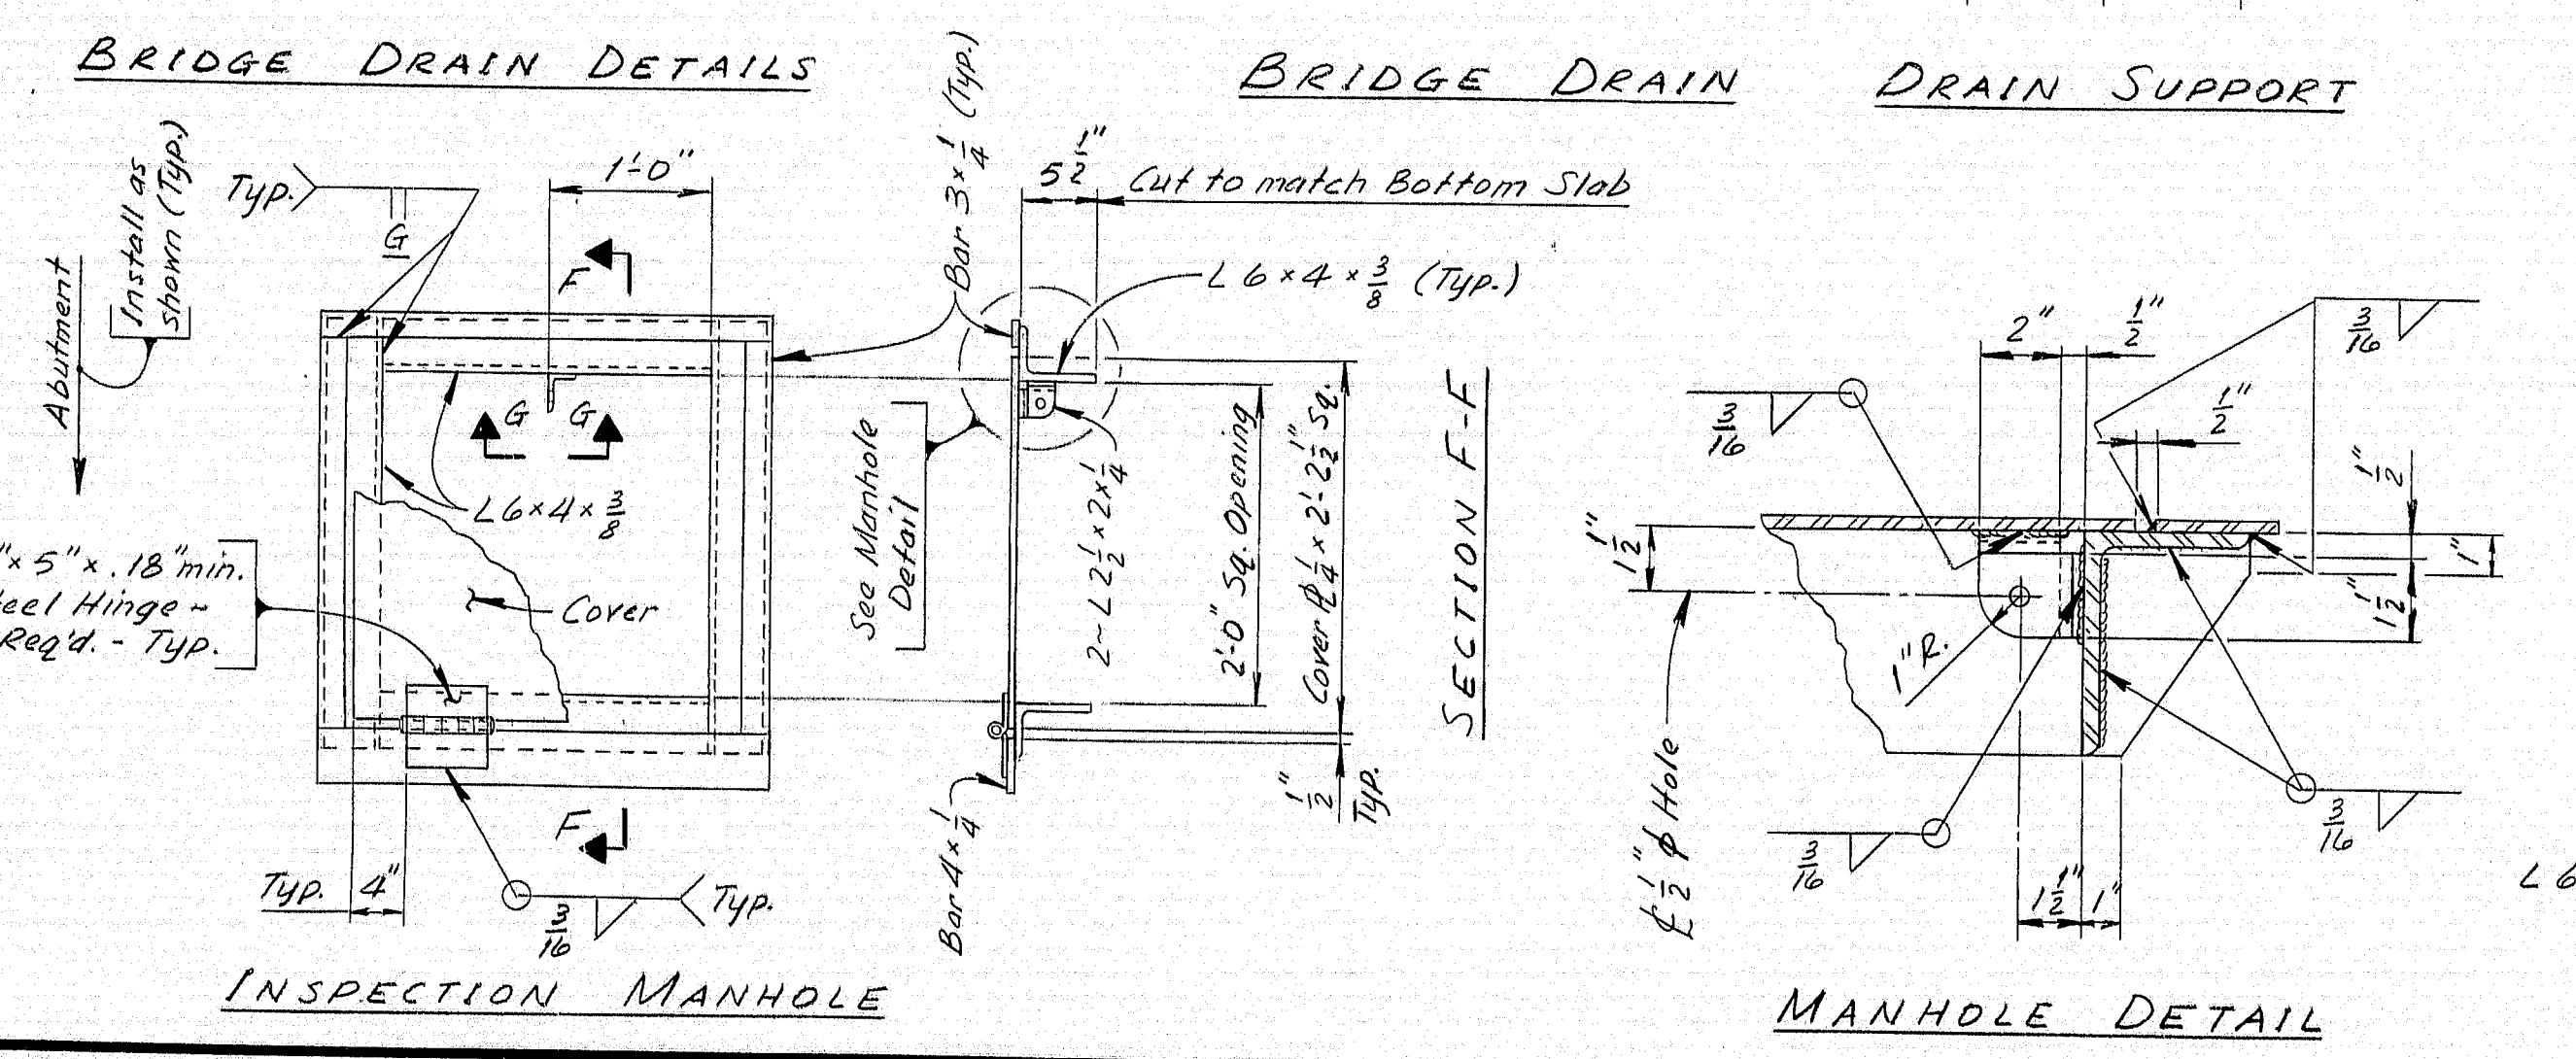 BRIDGE DRAIN DETAILS
BRIDGE DRAIN
DRAIN SUPPORT
Abutment
Install as
shown (Typ.)
Typ.
G
1'-0"
F
G G
L 6 × 4 × 3/8
" × 5" × .18" min.
eel Hinge ~
Req'd. - Typ.
Cover
F
Typ. 4"
3/16
Typ.
INSPECTION MANHOLE
Bar 3 × 1/4 (Typ.)
5 1/2"
Cut to match Bottom Slab
L 6 × 4 × 3/8 (Typ.)
See Manhole
Detail
2 ~ L 2 1/2 × 2 × 1/4
2'-0" Sq. Opening
Cover ℔ 1/4 × 2'-2 1/2" Sq.
1/2"
Typ.
Bar 4 × 1/4
SECTION F-F
3/16
2"
1/2"
3/16
1/2"
1/2"
1"
1 1/2"
1 1/2"
1" R.
℄ 1/2" φ Hole
3/16
1 1/2"
1"
3/16
L 6
MANHOLE DETAIL